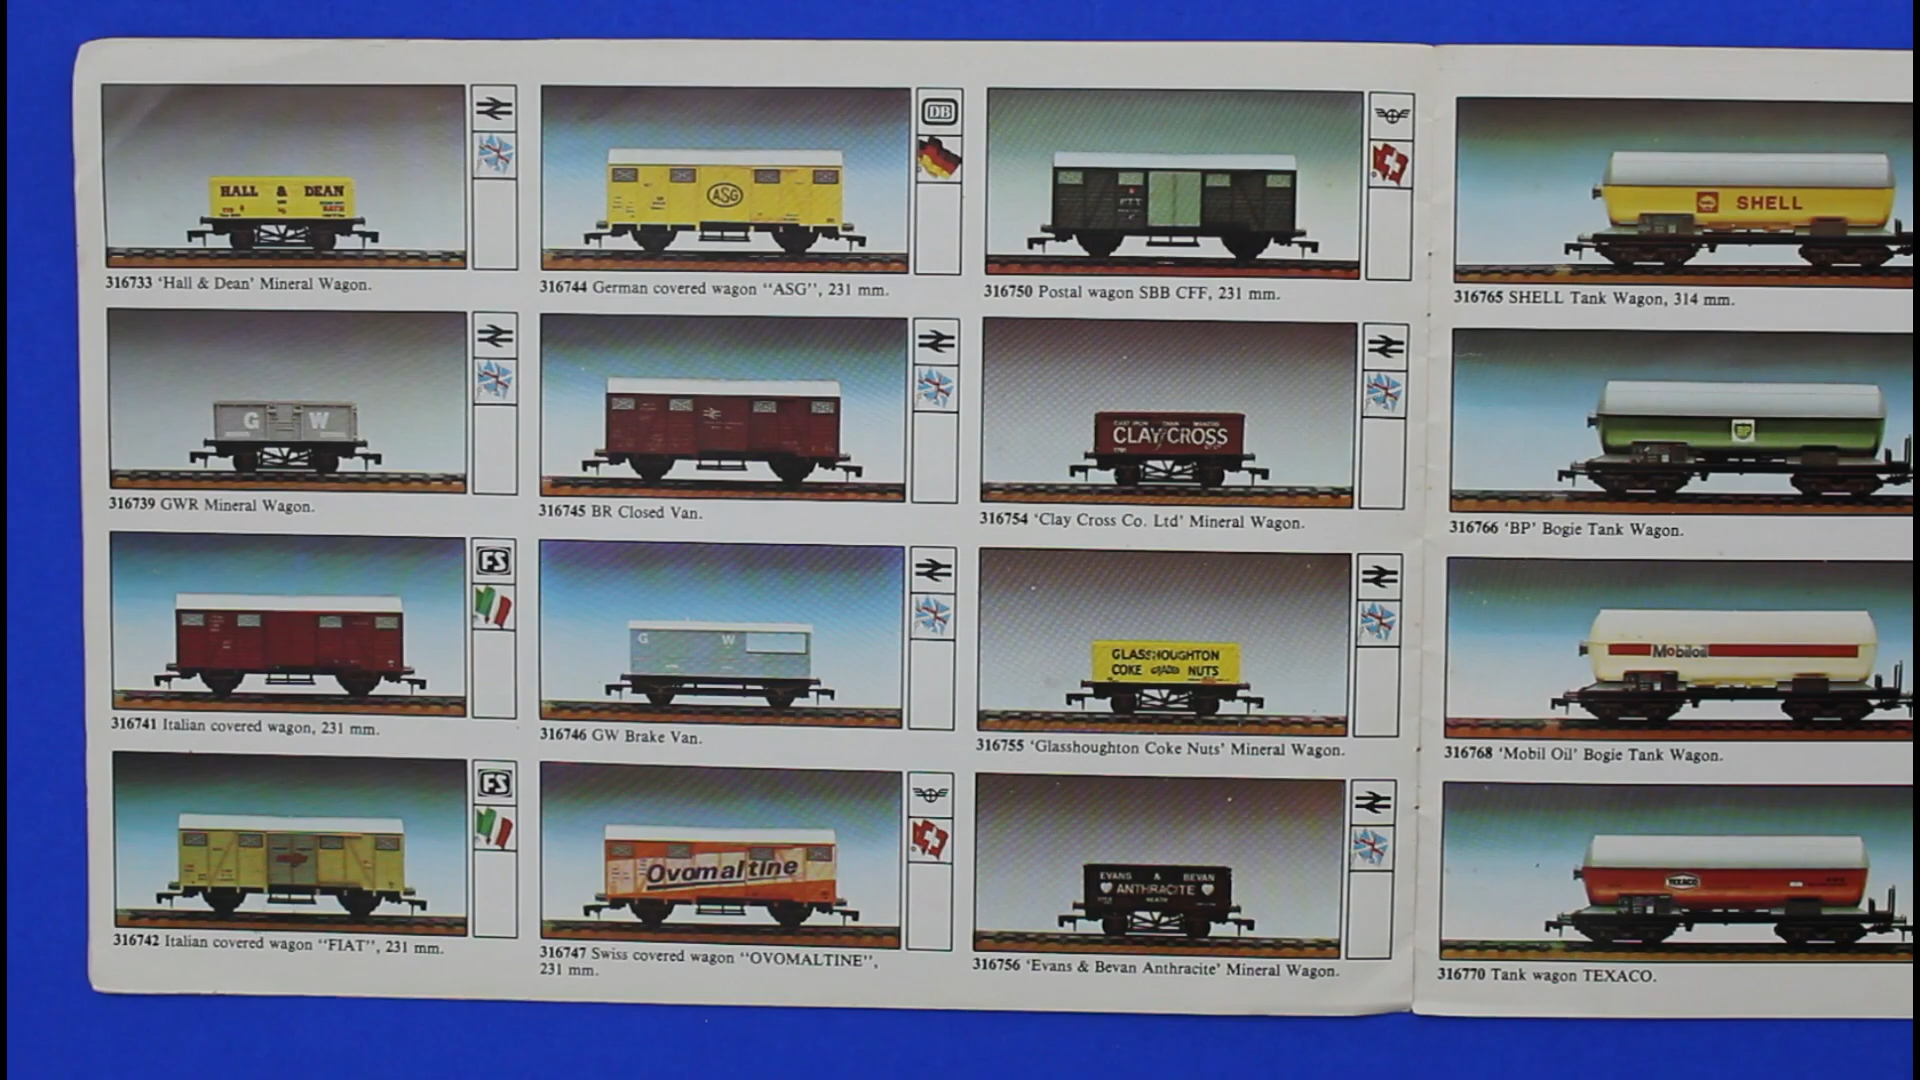 HALL & DEAN
316733 'Hall & Dean' Mineral Wagon.
G W
316739 GWR Mineral Wagon.
FS
316741 Italian covered wagon, 231 mm.
FS
316742 Italian covered wagon "FIAT", 231 mm.
DB
ASG
316744 German covered wagon "ASG", 231 mm.
316745 BR Closed Van.
G W
316746 GW Brake Van.
Ovomaltine
316747 Swiss covered wagon "OVOMALTINE",
231 mm.
PTT
316750 Postal wagon SBB CFF, 231 mm.
CLAY CROSS
316754 'Clay Cross Co. Ltd' Mineral Wagon.
GLASSHOUGHTON
COKE GRADED NUTS
316755 'Glasshoughton Coke Nuts' Mineral Wagon.
EVANS & BEVAN
ANTHRACITE
NEATH
316756 'Evans & Bevan Anthracite' Mineral Wagon.
SHELL
316765 SHELL Tank Wagon, 314 mm.
BP
316766 'BP' Bogie Tank Wagon.
Mobiloil
316768 'Mobil Oil' Bogie Tank Wagon.
TEXACO
316770 Tank wagon TEXACO.